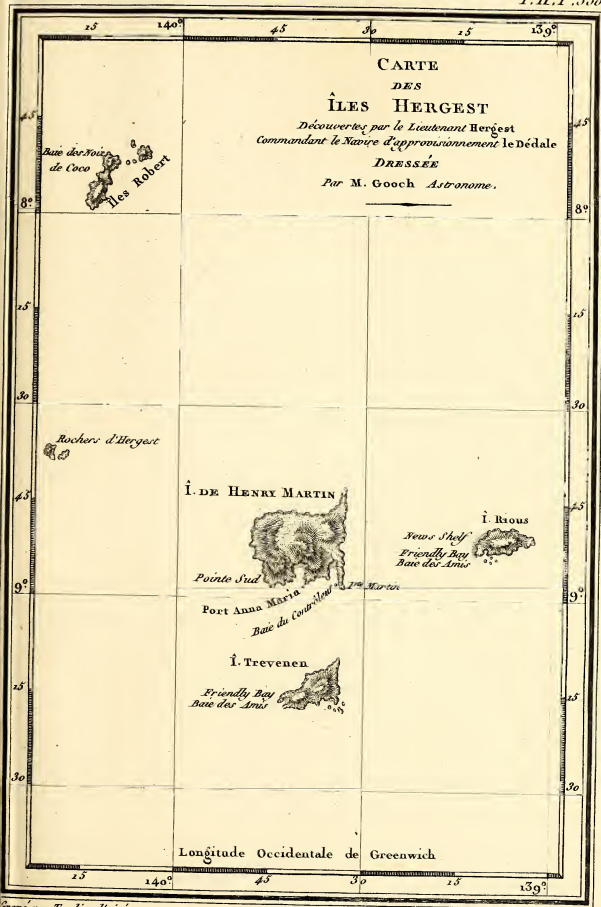 15
140°
45
30
15
139°
CARTE
DES
ÎLES HERGEST
Découvertes par le Lieutenant Hergest
Commandant le Navire d'approvisionnement le Dédale
DRESSÉE
Par M. Gooch Astronome.
45
45
Baie des Noix
de Coco
Îles Robert
8°
8°
15
15
30
30
Rochers d'Hergest
45
45
Î. DE HENRY MARTIN
Î. Rious
News Shelf
Friendly Bay
Baie des Amis
Pointe Sud
Port Anna Maria
Baie du Contrôleur
Martin
9°
9°
Î. Trevenen
Friendly Bay
Baie des Amis
15
15
30
30
Longitude Occidentale de Greenwich
15
140°
45
30
15
139°